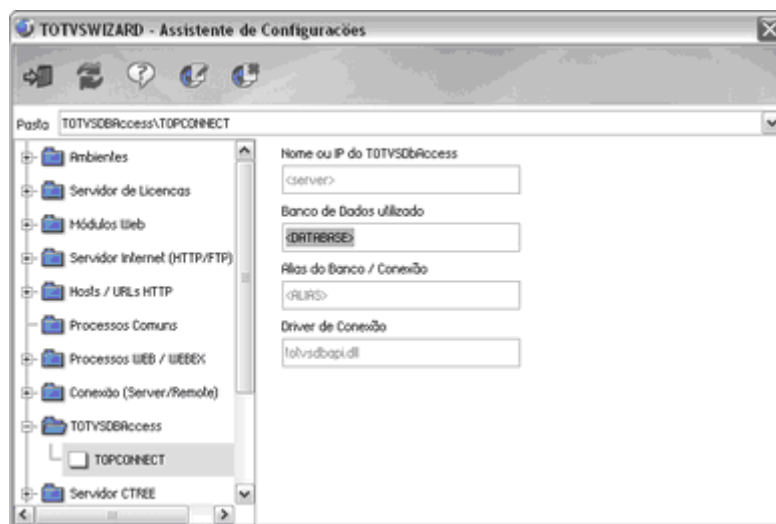 TOTVSWIZARD - Assistente de Configuracões
Pasta TOTVSDBAccess\TOPCONNECT
Ambientes
Servidor de Licencas
Módulos Web
Servidor Internet (HTTP/FTP)
Hosts / URLs HTTP
Processos Comuns
Processos WEB / WEBEX
Conexão (Server/Remote)
TOTVSDBAccess
TOPCONNECT
Servidor CTREE
Nome ou IP do TOTVSDbAccess
<server>
Banco de Dados utilizado
<DATABASE>
Alias do Banco / Conexão
<ALIAS>
Driver de Conexão
totvsdbapi.dll